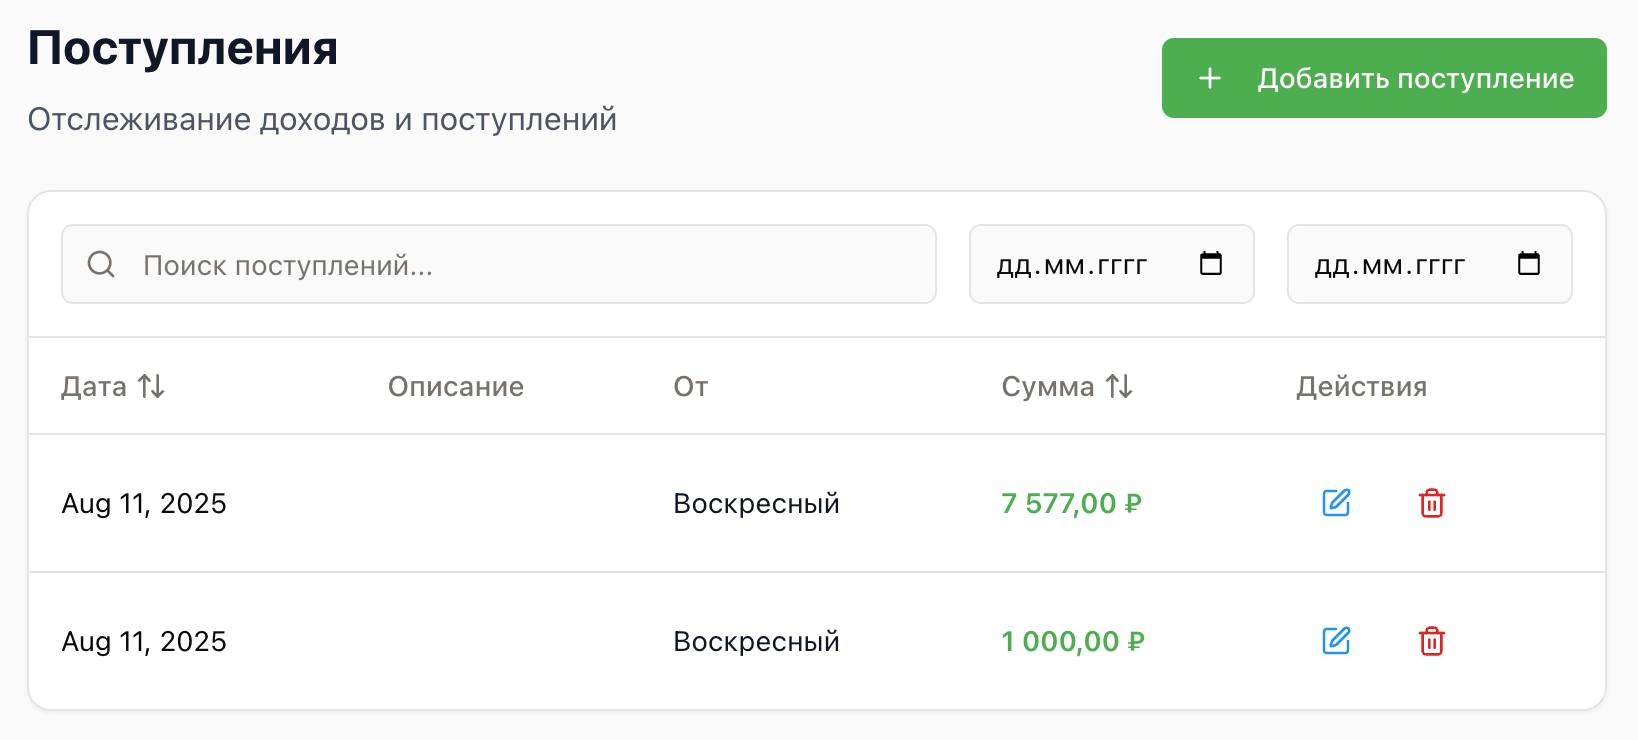 Поступления
Отслеживание доходов и поступлений
+ Добавить поступление
Поиск поступлений...
дд.мм.гггг
дд.мм.гггг
Дата Описание От Сумма Действия
Aug 11, 2025 Воскресный 7 577,00 ₽
Aug 11, 2025 Воскресный 1 000,00 ₽